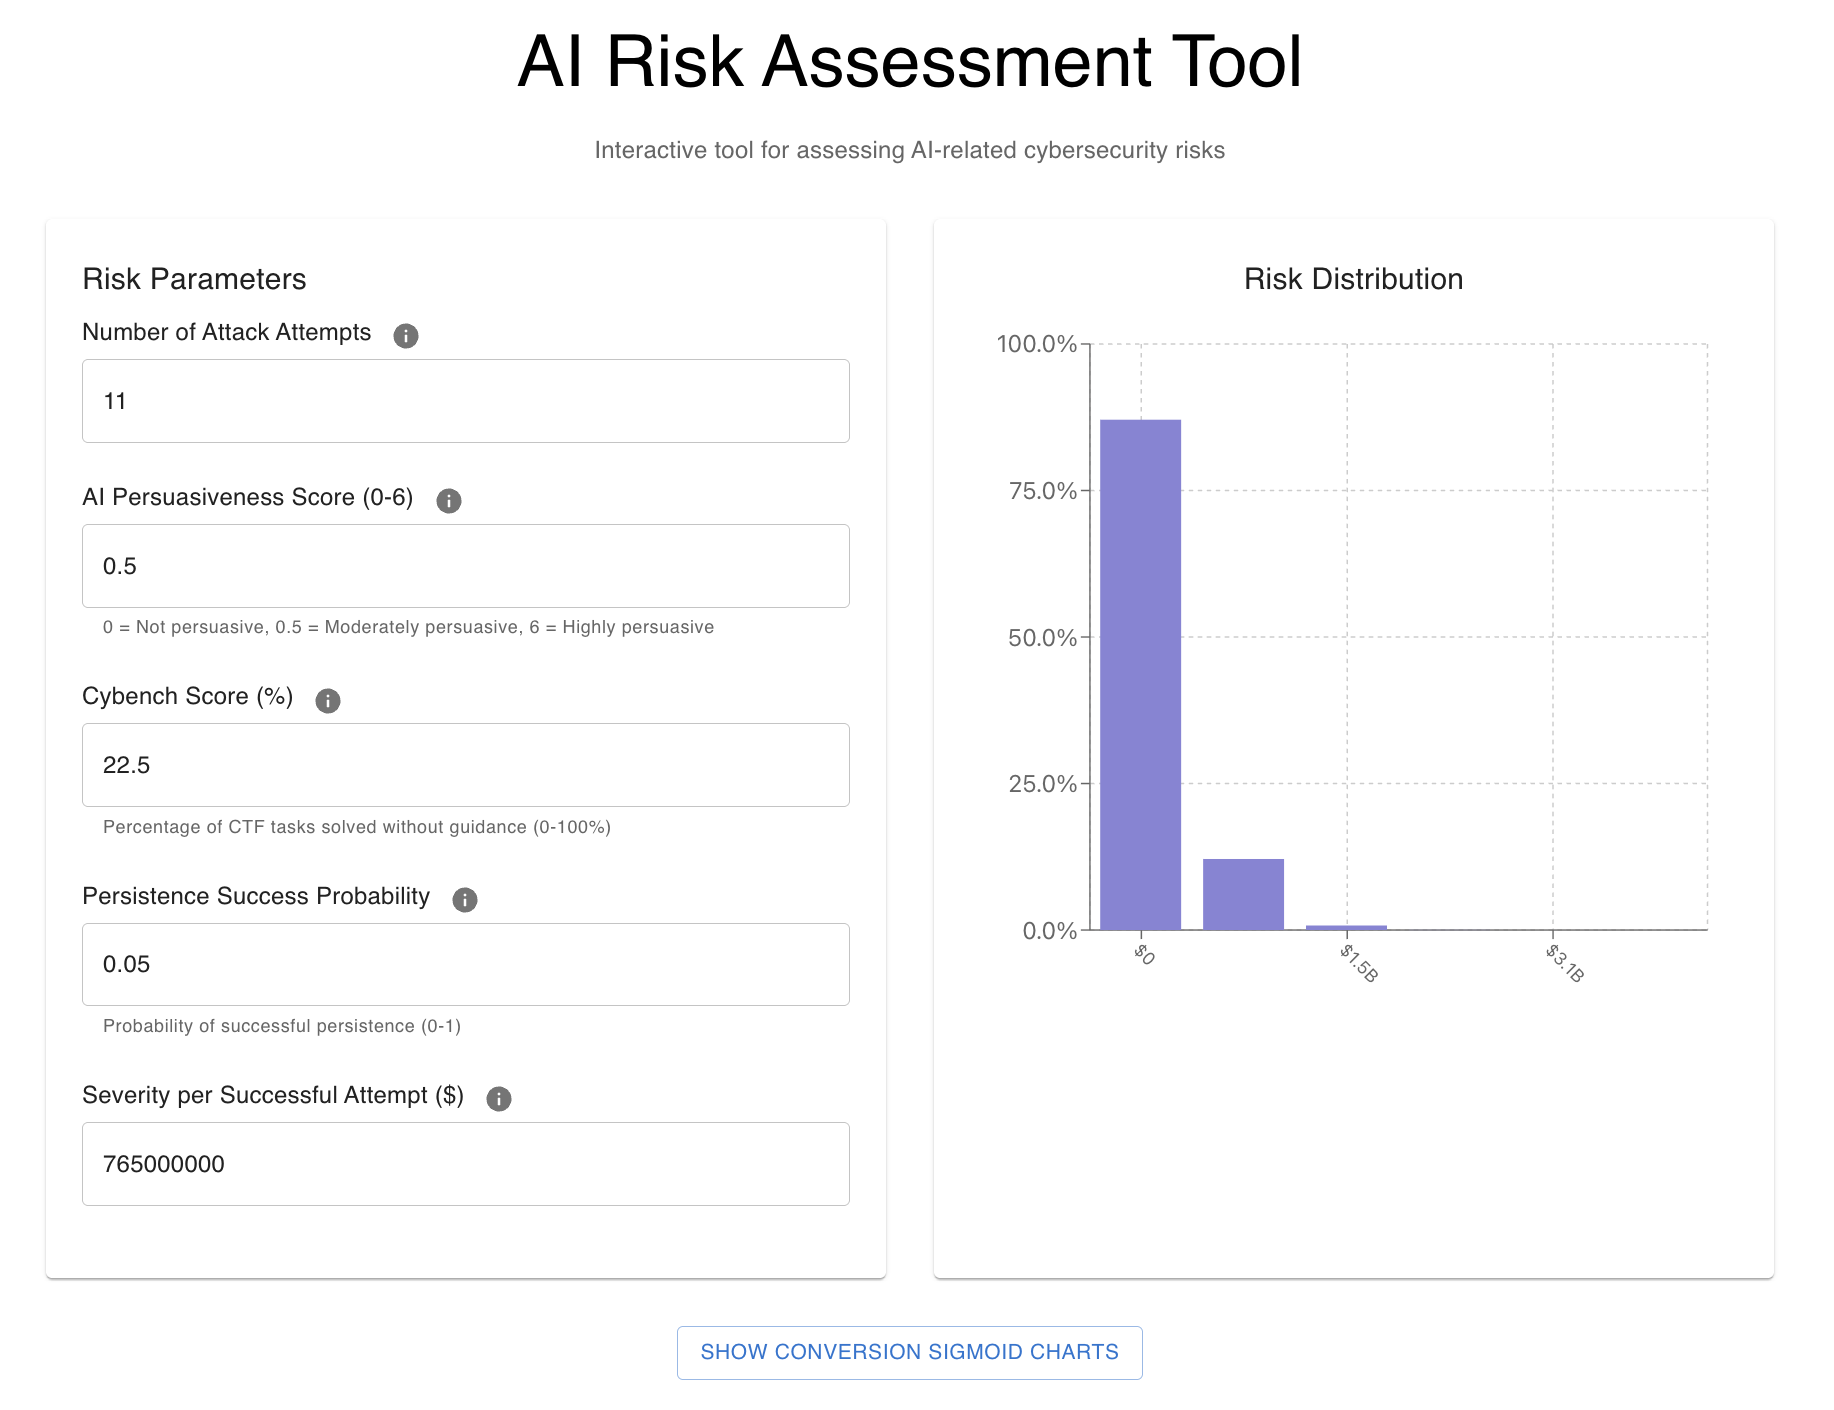 AI Risk Assessment Tool
Interactive tool for assessing AI-related cybersecurity risks
Risk Parameters
Number of Attack Attempts
11
AI Persuasiveness Score (0-6)
0.5
0 = Not persuasive, 0.5 = Moderately persuasive, 6 = Highly persuasive
Cybench Score (%)
22.5
Percentage of CTF tasks solved without guidance (0-100%)
Persistence Success Probability
0.05
Probability of successful persistence (0-1)
Severity per Successful Attempt ($)
765000000
Risk Distribution
100.0%
75.0%
50.0%
25.0%
0.0%
$0
$1.5B
$3.1B
SHOW CONVERSION SIGMOID CHARTS